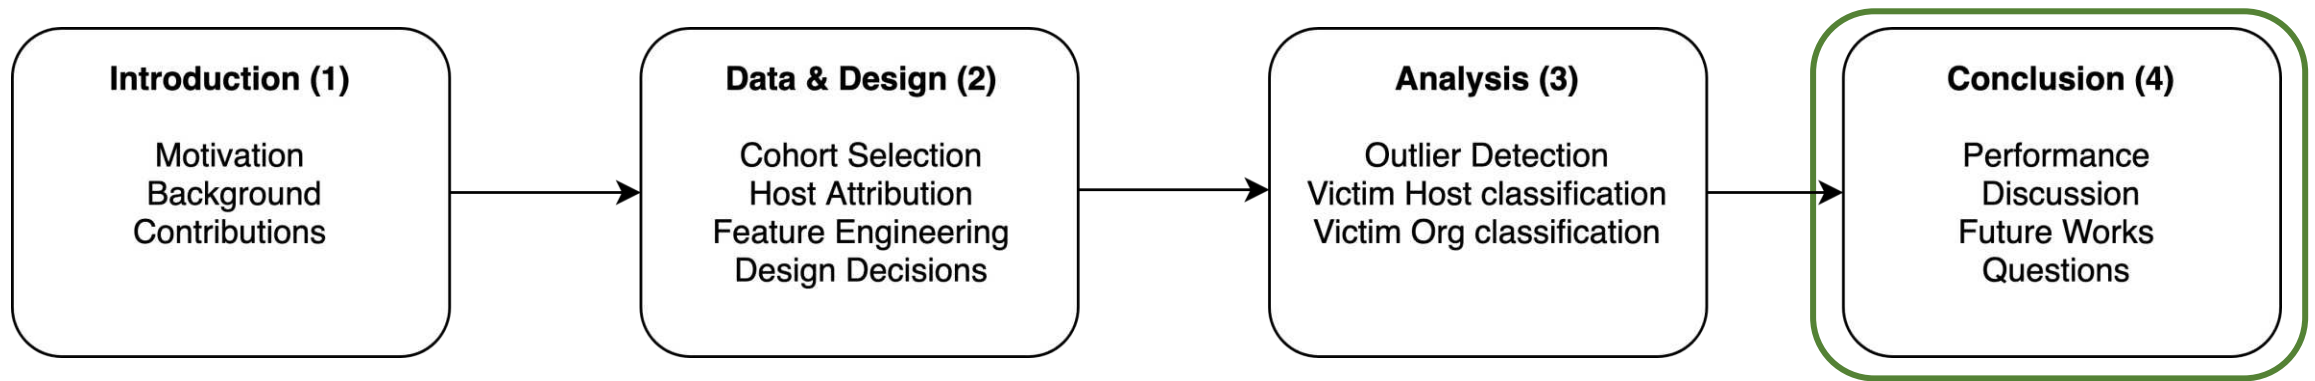 Introduction (1)
Motivation
Background
Contributions
Data & Design (2)
Cohort Selection
Host Attribution
Feature Engineering
Design Decisions
Analysis (3)
Outlier Detection
Victim Host classification
Victim Org classification
Conclusion (4)
Performance
Discussion
Future Works
Questions